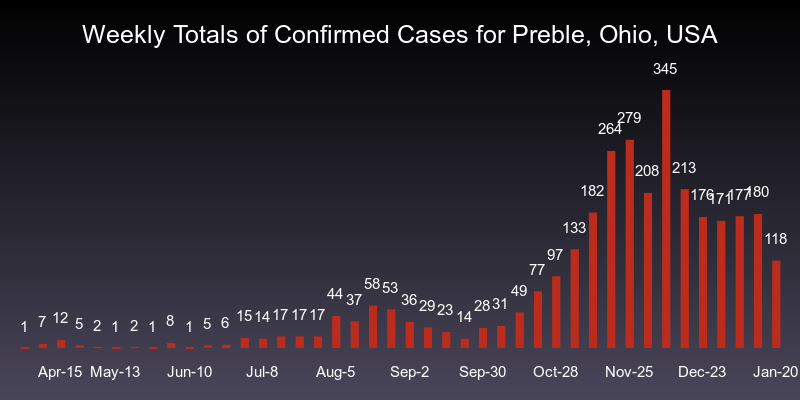 Weekly Totals of Confirmed Cases for Preble, Ohio, USA
1 7 12 5 2 1 2 1 8 1 5 6 15 14 17 17 17 44 37 58 53 36 29 23 14 28 31 49 77 97 133 182 264 279 208 345 213 176 171 177 180 118
Apr-15 May-13 Jun-10 Jul-8 Aug-5 Sep-2 Sep-30 Oct-28 Nov-25 Dec-23 Jan-20